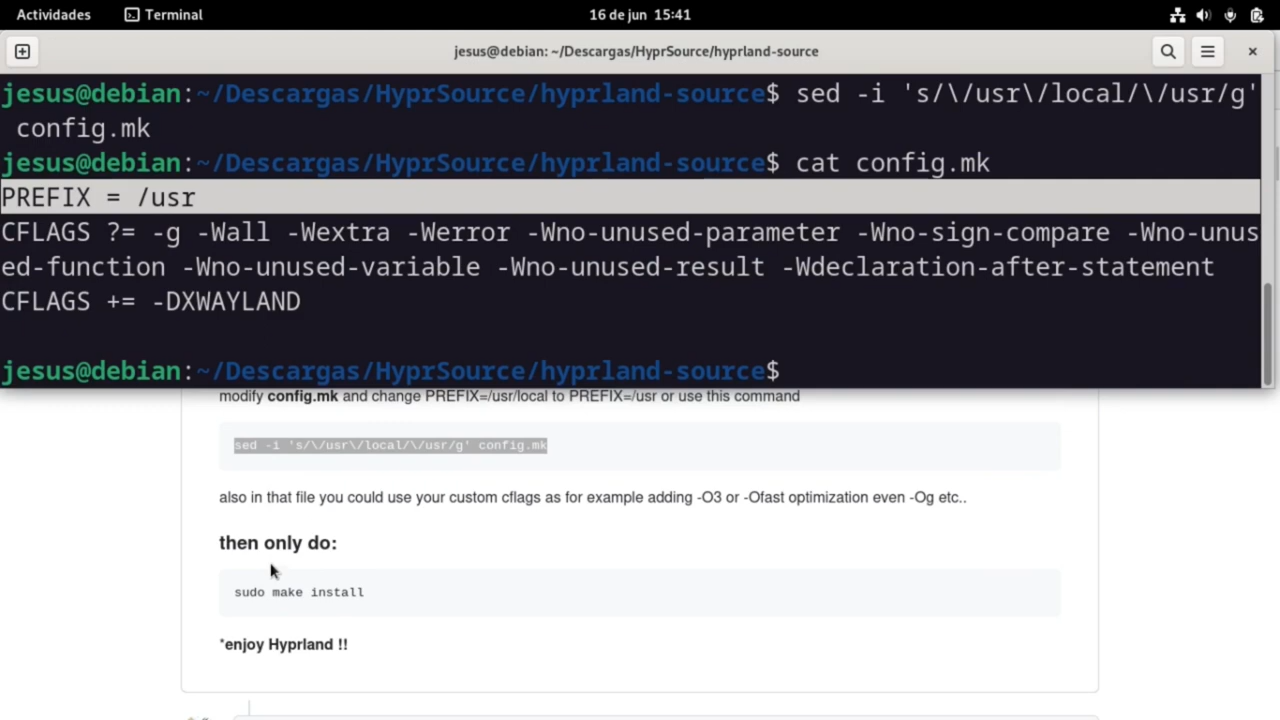 Actividades Terminal 16 de jun 15:41
jesus@debian: ~/Descargas/HyprSource/hyprland-source
jesus@debian:~/Descargas/HyprSource/hyprland-source$ sed -i 's/\/usr\/local/\/usr/g'
config.mk
jesus@debian:~/Descargas/HyprSource/hyprland-source$ cat config.mk
PREFIX = /usr
CFLAGS ?= -g -Wall -Wextra -Werror -Wno-unused-parameter -Wno-sign-compare -Wno-unus
ed-function -Wno-unused-variable -Wno-unused-result -Wdeclaration-after-statement
CFLAGS += -DXWAYLAND
jesus@debian:~/Descargas/HyprSource/hyprland-source$
modify config.mk and change PREFIX=/usr/local to PREFIX=/usr or use this command
sed -i 's/\/usr\/local/\/usr/g' config.mk
also in that file you could use your custom cflags as for example adding -O3 or -Ofast optimization even -Og etc..
then only do:
sudo make install
*enjoy Hyprland !!